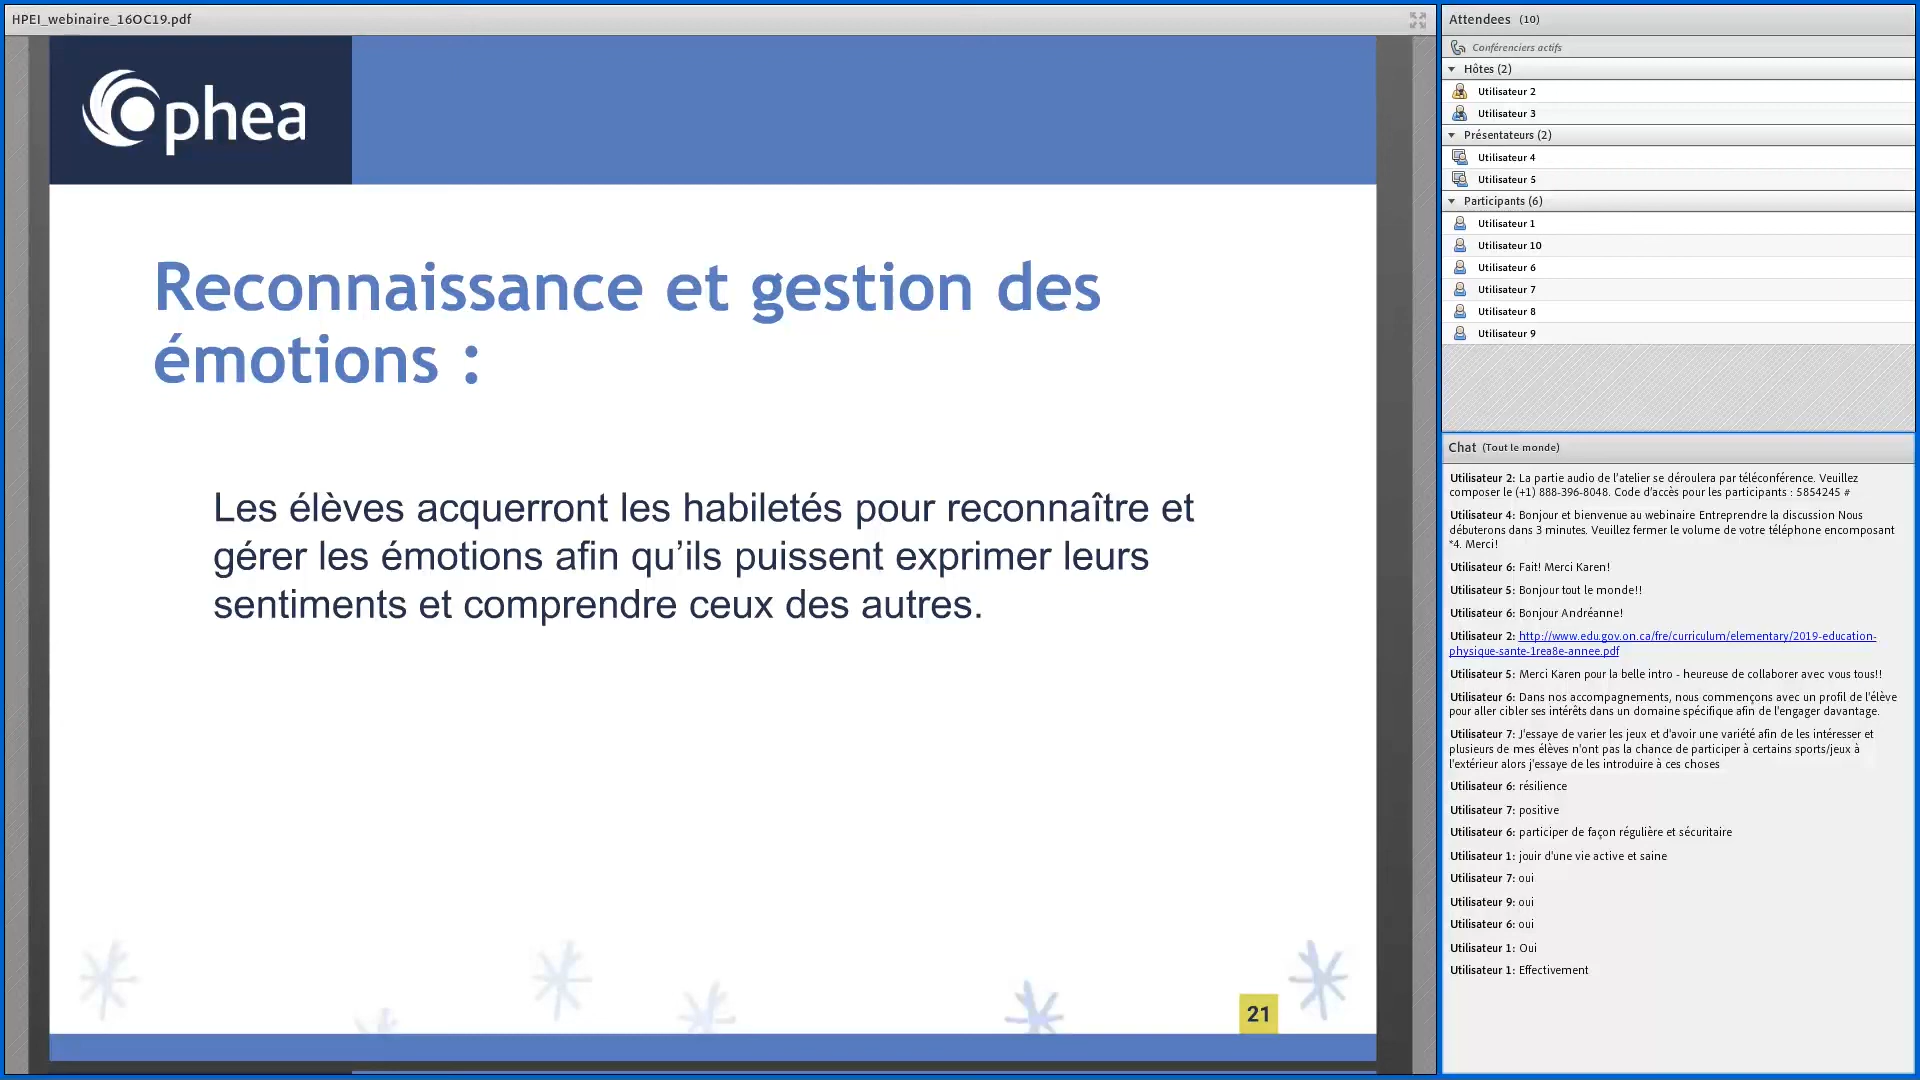 HPEI_webinaire_16OC19.pdf
Ophea
Reconnaissance et gestion des
émotions :
Les élèves acquerront les habiletés pour reconnaître et
gérer les émotions afin qu’ils puissent exprimer leurs
sentiments et comprendre ceux des autres.
21
Attendees (10)
Conférenciers actifs
Hôtes (2)
Utilisateur 2
Utilisateur 3
Présentateurs (2)
Utilisateur 4
Utilisateur 5
Participants (6)
Utilisateur 1
Utilisateur 10
Utilisateur 6
Utilisateur 7
Utilisateur 8
Utilisateur 9
Chat (Tout le monde)
Utilisateur 2: La partie audio de l'atelier se déroulera par téléconférence. Veuillez
composer le (+1) 888-396-8048. Code d’accès pour les participants : 5854245 #
Utilisateur 4: Bonjour et bienvenue au webinaire Entreprendre la discussion Nous
débuterons dans 3 minutes. Veuillez fermer le volume de votre téléphone encomposant
*4. Merci!
Utilisateur 6: Fait! Merci Karen!
Utilisateur 5: Bonjour tout le monde!!
Utilisateur 6: Bonjour Andréanne!
Utilisateur 2: http://www.edu.gov.on.ca/fre/curriculum/elementary/2019-education-
physique-sante-1rea8e-annee.pdf
Utilisateur 5: Merci Karen pour la belle intro - heureuse de collaborer avec vous tous!!
Utilisateur 6: Dans nos accompagnements, nous commençons avec un profil de l'élève
pour aller cibler ses intérêts dans un domaine spécifique afin de l'engager davantage.
Utilisateur 7: J'essaye de varier les jeux et d'avoir une variété afin de les intéresser et
plusieurs de mes élèves n'ont pas la chance de participer à certains sports/jeux à
l'extérieur alors j'essaye de les introduire à ces choses
Utilisateur 6: résilience
Utilisateur 7: positive
Utilisateur 6: participer de façon régulière et sécuritaire
Utilisateur 1: jouir d'une vie active et saine
Utilisateur 7: oui
Utilisateur 9: oui
Utilisateur 6: oui
Utilisateur 1: Oui
Utilisateur 1: Effectivement